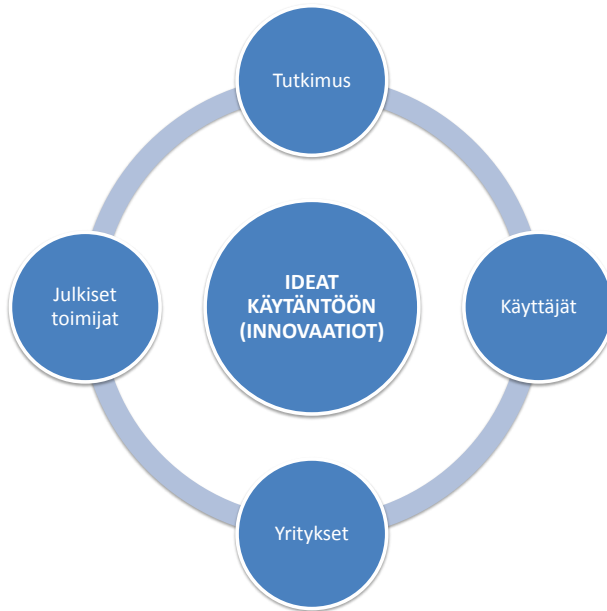 Tutkimus
Julkiset
toimijat
IDEAT
KÄYTÄNTÖÖN
(INNOVAATIOT)
Käyttäjät
Yritykset